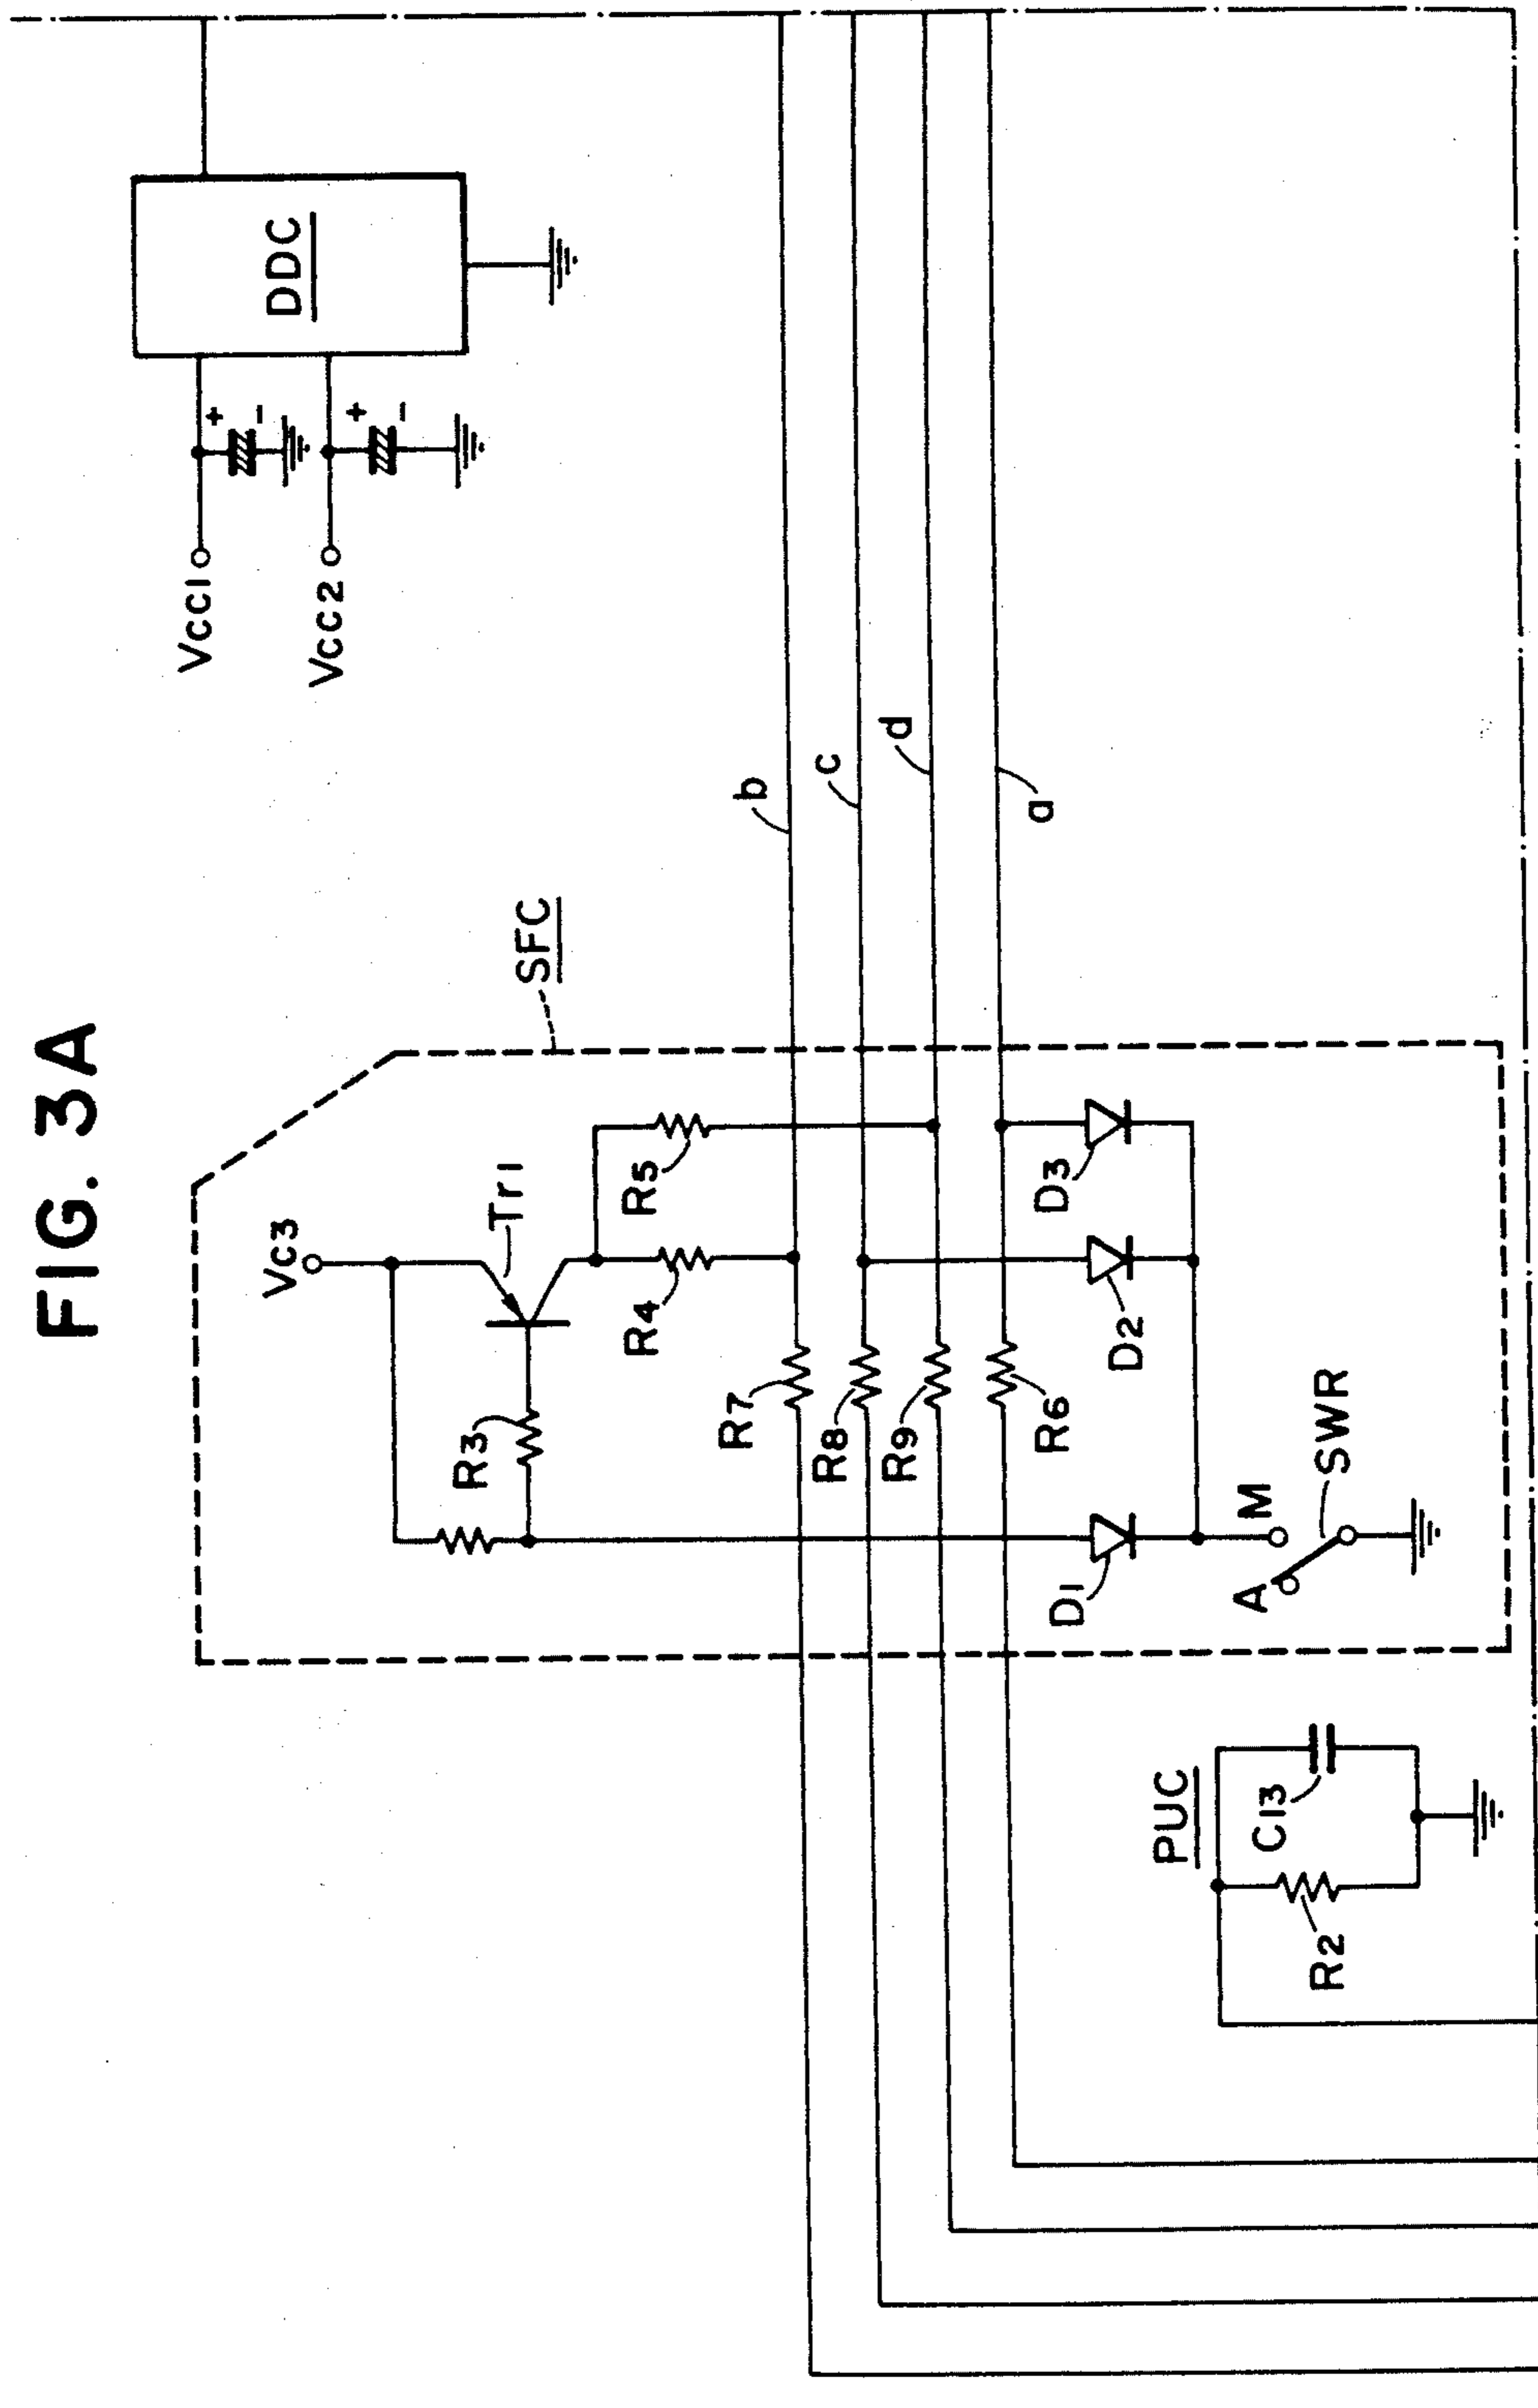 FIG. 3A
Vcc1
Vcc2
+
-
+
-
DDC
SFC
Vc3
Tr1
R3
R4
R5
b
c
d
a
R7
R8
R9
R6
D1
D2
D3
A
M
SWR
PUC
R2
C13